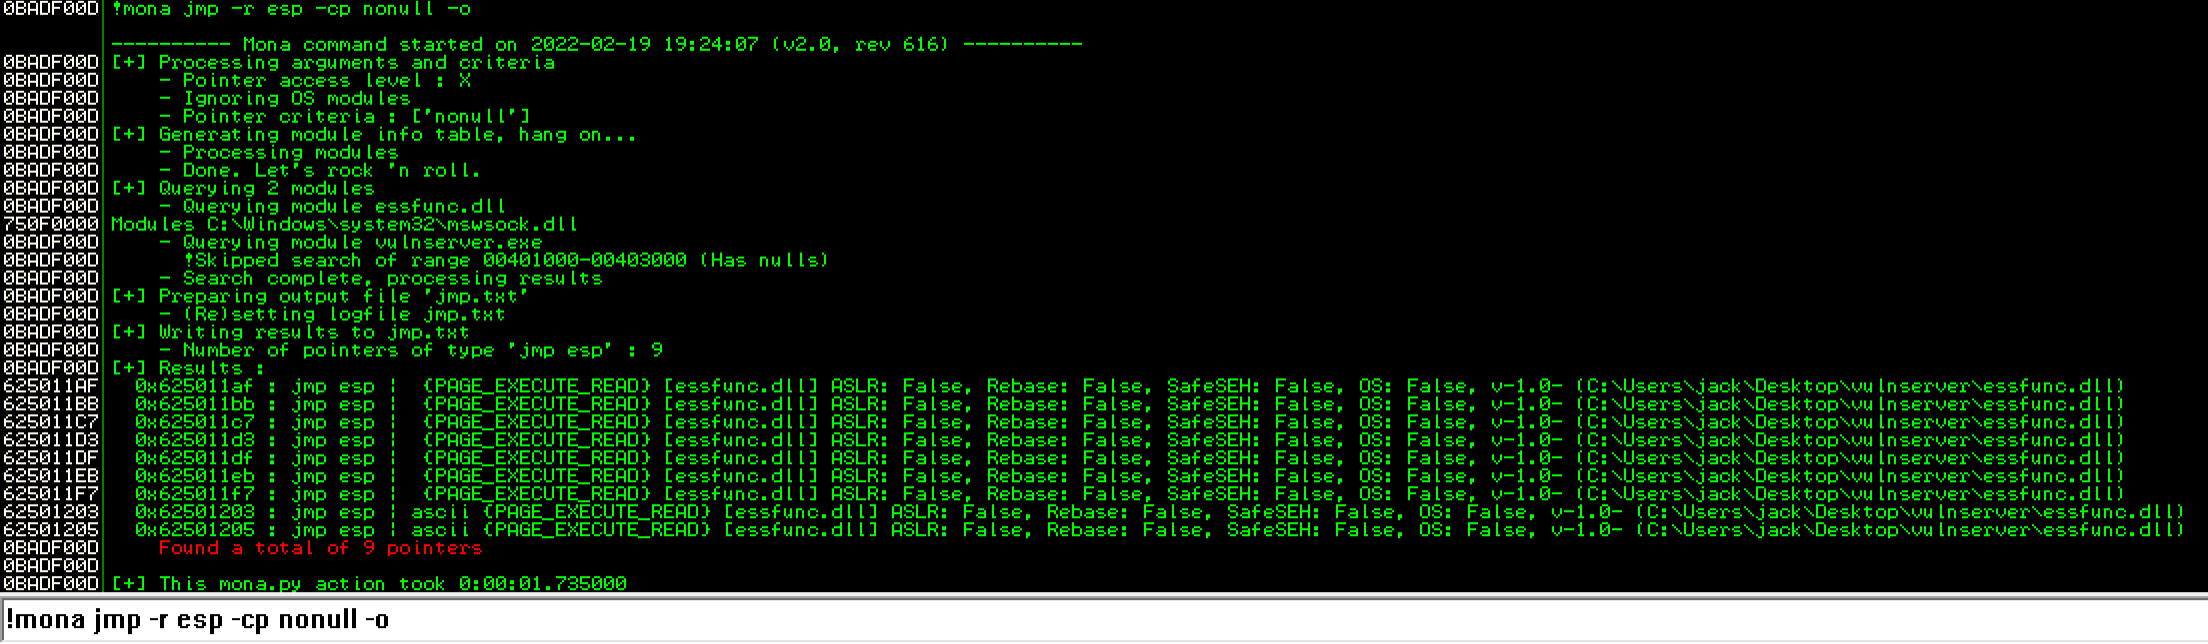 0BADF00D !mona jmp -r esp -cp nonull -o
---------- Mona command started on 2022-02-19 19:24:07 (v2.0, rev 616) ----------
0BADF00D [+] Processing arguments and criteria
0BADF00D - Pointer access level : X
0BADF00D - Ignoring OS modules
0BADF00D - Pointer criteria : ['nonull']
0BADF00D [+] Generating module info table, hang on...
0BADF00D - Processing modules
0BADF00D - Done. Let's rock 'n roll.
0BADF00D [+] Querying 2 modules
0BADF00D - Querying module essfunc.dll
750F0000 Modules C:\Windows\system32\mswsock.dll
0BADF00D - Querying module vulnserver.exe
0BADF00D !Skipped search of range 00401000-00403000 (Has nulls)
0BADF00D - Search complete, processing results
0BADF00D [+] Preparing output file 'jmp.txt'
0BADF00D - (Re)setting logfile jmp.txt
0BADF00D [+] Writing results to jmp.txt
0BADF00D - Number of pointers of type 'jmp esp' : 9
0BADF00D [+] Results :
625011AF 0x625011af : jmp esp | {PAGE_EXECUTE_READ} [essfunc.dll] ASLR: False, Rebase: False, SafeSEH: False, OS: False, v-1.0- (C:\Users\jack\Desktop\vulnserver\essfunc.dll)
625011BB 0x625011bb : jmp esp | {PAGE_EXECUTE_READ} [essfunc.dll] ASLR: False, Rebase: False, SafeSEH: False, OS: False, v-1.0- (C:\Users\jack\Desktop\vulnserver\essfunc.dll)
625011C7 0x625011c7 : jmp esp | {PAGE_EXECUTE_READ} [essfunc.dll] ASLR: False, Rebase: False, SafeSEH: False, OS: False, v-1.0- (C:\Users\jack\Desktop\vulnserver\essfunc.dll)
625011D3 0x625011d3 : jmp esp | {PAGE_EXECUTE_READ} [essfunc.dll] ASLR: False, Rebase: False, SafeSEH: False, OS: False, v-1.0- (C:\Users\jack\Desktop\vulnserver\essfunc.dll)
625011DF 0x625011df : jmp esp | {PAGE_EXECUTE_READ} [essfunc.dll] ASLR: False, Rebase: False, SafeSEH: False, OS: False, v-1.0- (C:\Users\jack\Desktop\vulnserver\essfunc.dll)
625011EB 0x625011eb : jmp esp | {PAGE_EXECUTE_READ} [essfunc.dll] ASLR: False, Rebase: False, SafeSEH: False, OS: False, v-1.0- (C:\Users\jack\Desktop\vulnserver\essfunc.dll)
625011F7 0x625011f7 : jmp esp | {PAGE_EXECUTE_READ} [essfunc.dll] ASLR: False, Rebase: False, SafeSEH: False, OS: False, v-1.0- (C:\Users\jack\Desktop\vulnserver\essfunc.dll)
62501203 0x62501203 : jmp esp | ascii {PAGE_EXECUTE_READ} [essfunc.dll] ASLR: False, Rebase: False, SafeSEH: False, OS: False, v-1.0- (C:\Users\jack\Desktop\vulnserver\essfunc.dll)
62501205 0x62501205 : jmp esp | ascii {PAGE_EXECUTE_READ} [essfunc.dll] ASLR: False, Rebase: False, SafeSEH: False, OS: False, v-1.0- (C:\Users\jack\Desktop\vulnserver\essfunc.dll)
0BADF00D Found a total of 9 pointers
0BADF00D
0BADF00D [+] This mona.py action took 0:00:01.735000
!mona jmp -r esp -cp nonull -o